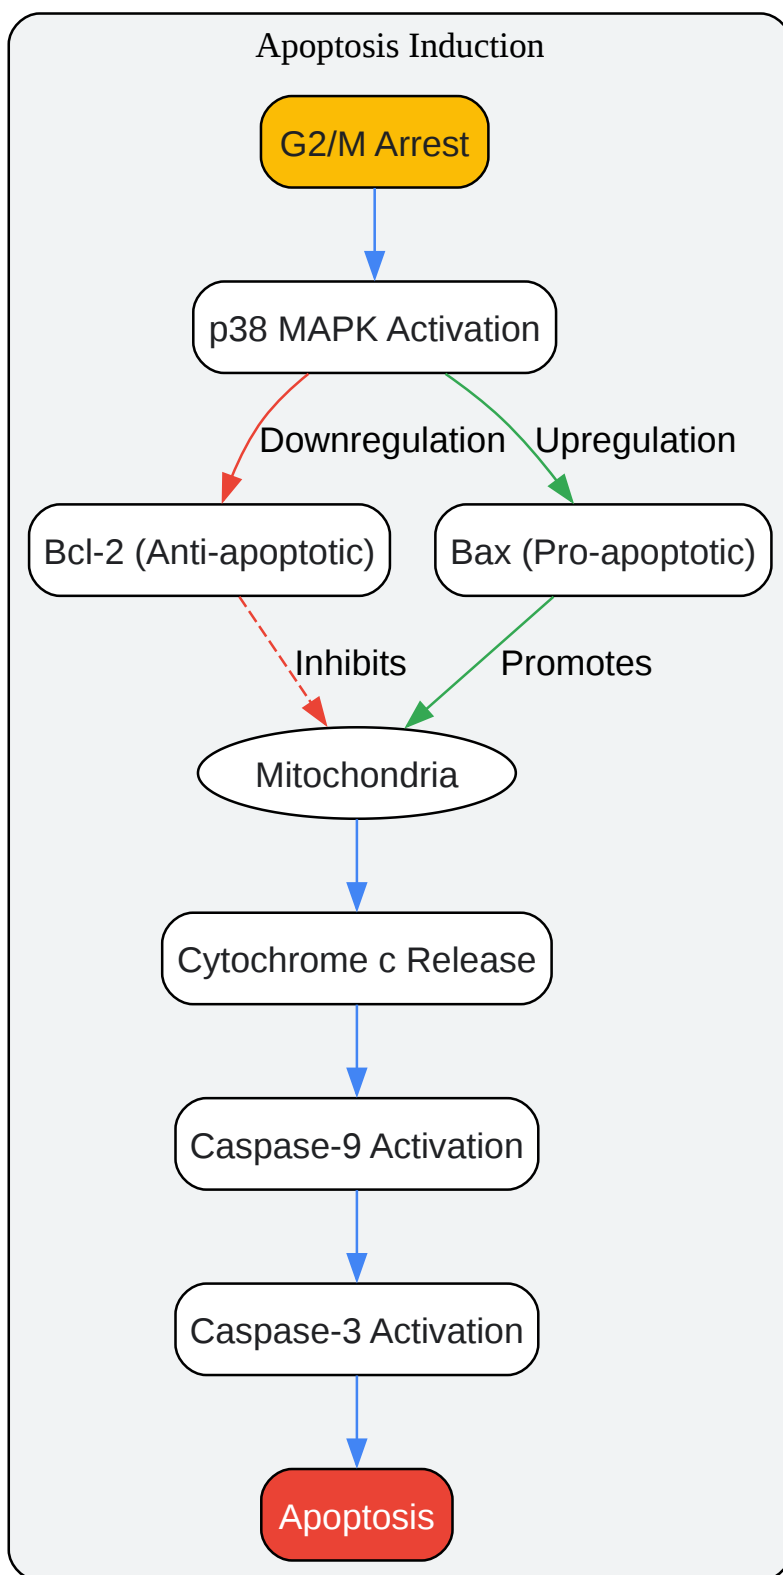 Apoptosis Induction
G2/M Arrest
p38 MAPK Activation
Downregulation
Upregulation
Bcl-2 (Anti-apoptotic)
Bax (Pro-apoptotic)
Inhibits
Promotes
Mitochondria
Cytochrome c Release
Caspase-9 Activation
Caspase-3 Activation
Apoptosis